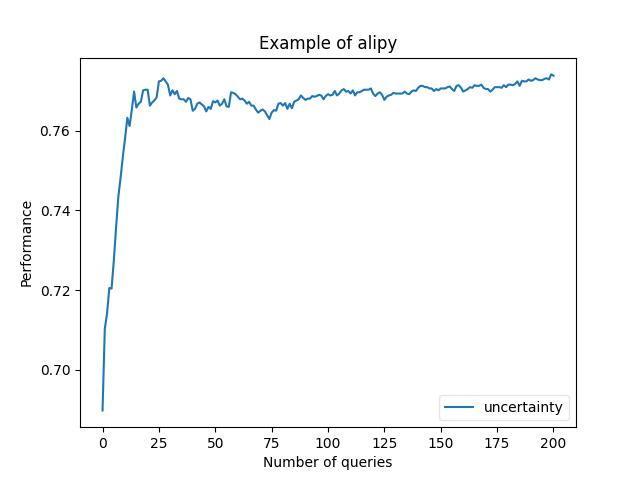 Example of alipy
Performance
0.76
0.74
0.72
0.70
uncertainty
0 25 50 75 100 125 150 175 200
Number of queries